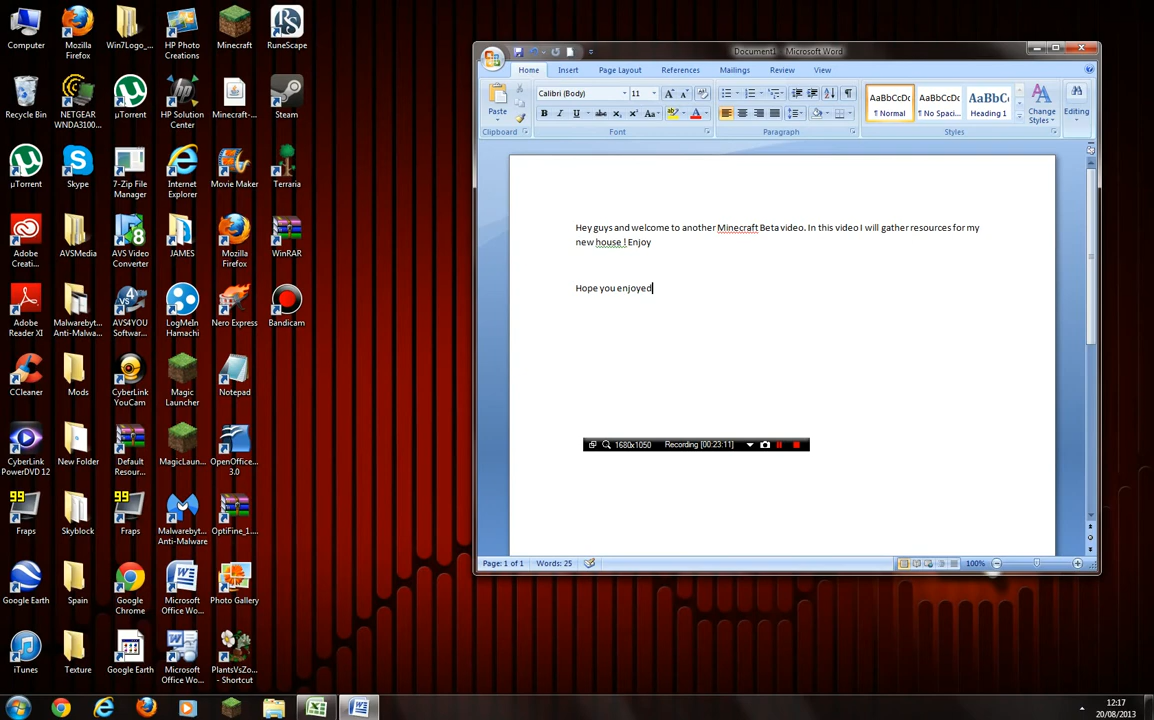 Computer
Mozilla Firefox
Win7Logo_...
HP Photo Creations
Minecraft
RuneScape
Recycle Bin
NETGEAR WNDA3100...
µTorrent
HP Solution Center
Minecraft-...
Steam
µTorrent
Skype
7-Zip File Manager
Internet Explorer
Movie Maker
Terraria
Adobe Creati...
AVSMedia
AVS Video Converter
JAMES
Mozilla Firefox
WinRAR
Adobe Reader XI
Malwarebyt... Anti-Malwa...
AVS4YOU Softwar...
LogMeIn Hamachi
Nero Express
Bandicam
CCleaner
Mods
CyberLink YouCam
Magic Launcher
Notepad
CyberLink PowerDVD 12
New Folder
Default Resour...
MagicLaun...
OpenOffice... 3.0
99
Fraps
Skyblock
99
Fraps
Malwarebyt... Anti-Malware
OptiFine_1....
Google Earth
Spain
Google Chrome
Microsoft Office Wo...
Photo Gallery
iTunes
Texture
Google Earth
Microsoft Office Wo...
PlantsVsZo... - Shortcut
Document1 - Microsoft Word
Home Insert Page Layout References Mailings Review View
Paste
Calibri (Body) 11
AaBbCcDc AaBbCcDc AaBbC
¶ Normal ¶ No Spaci... Heading 1
Change Styles
Editing
Clipboard Font Paragraph Styles
Hey guys and welcome to another Minecraft Beta video. In this video I will gather resources for my
new house ! Enjoy
Hope you enjoyed
1680x1050 Recording [00:23:11]
Page: 1 of 1 Words: 25 100%
12:17
20/08/2013